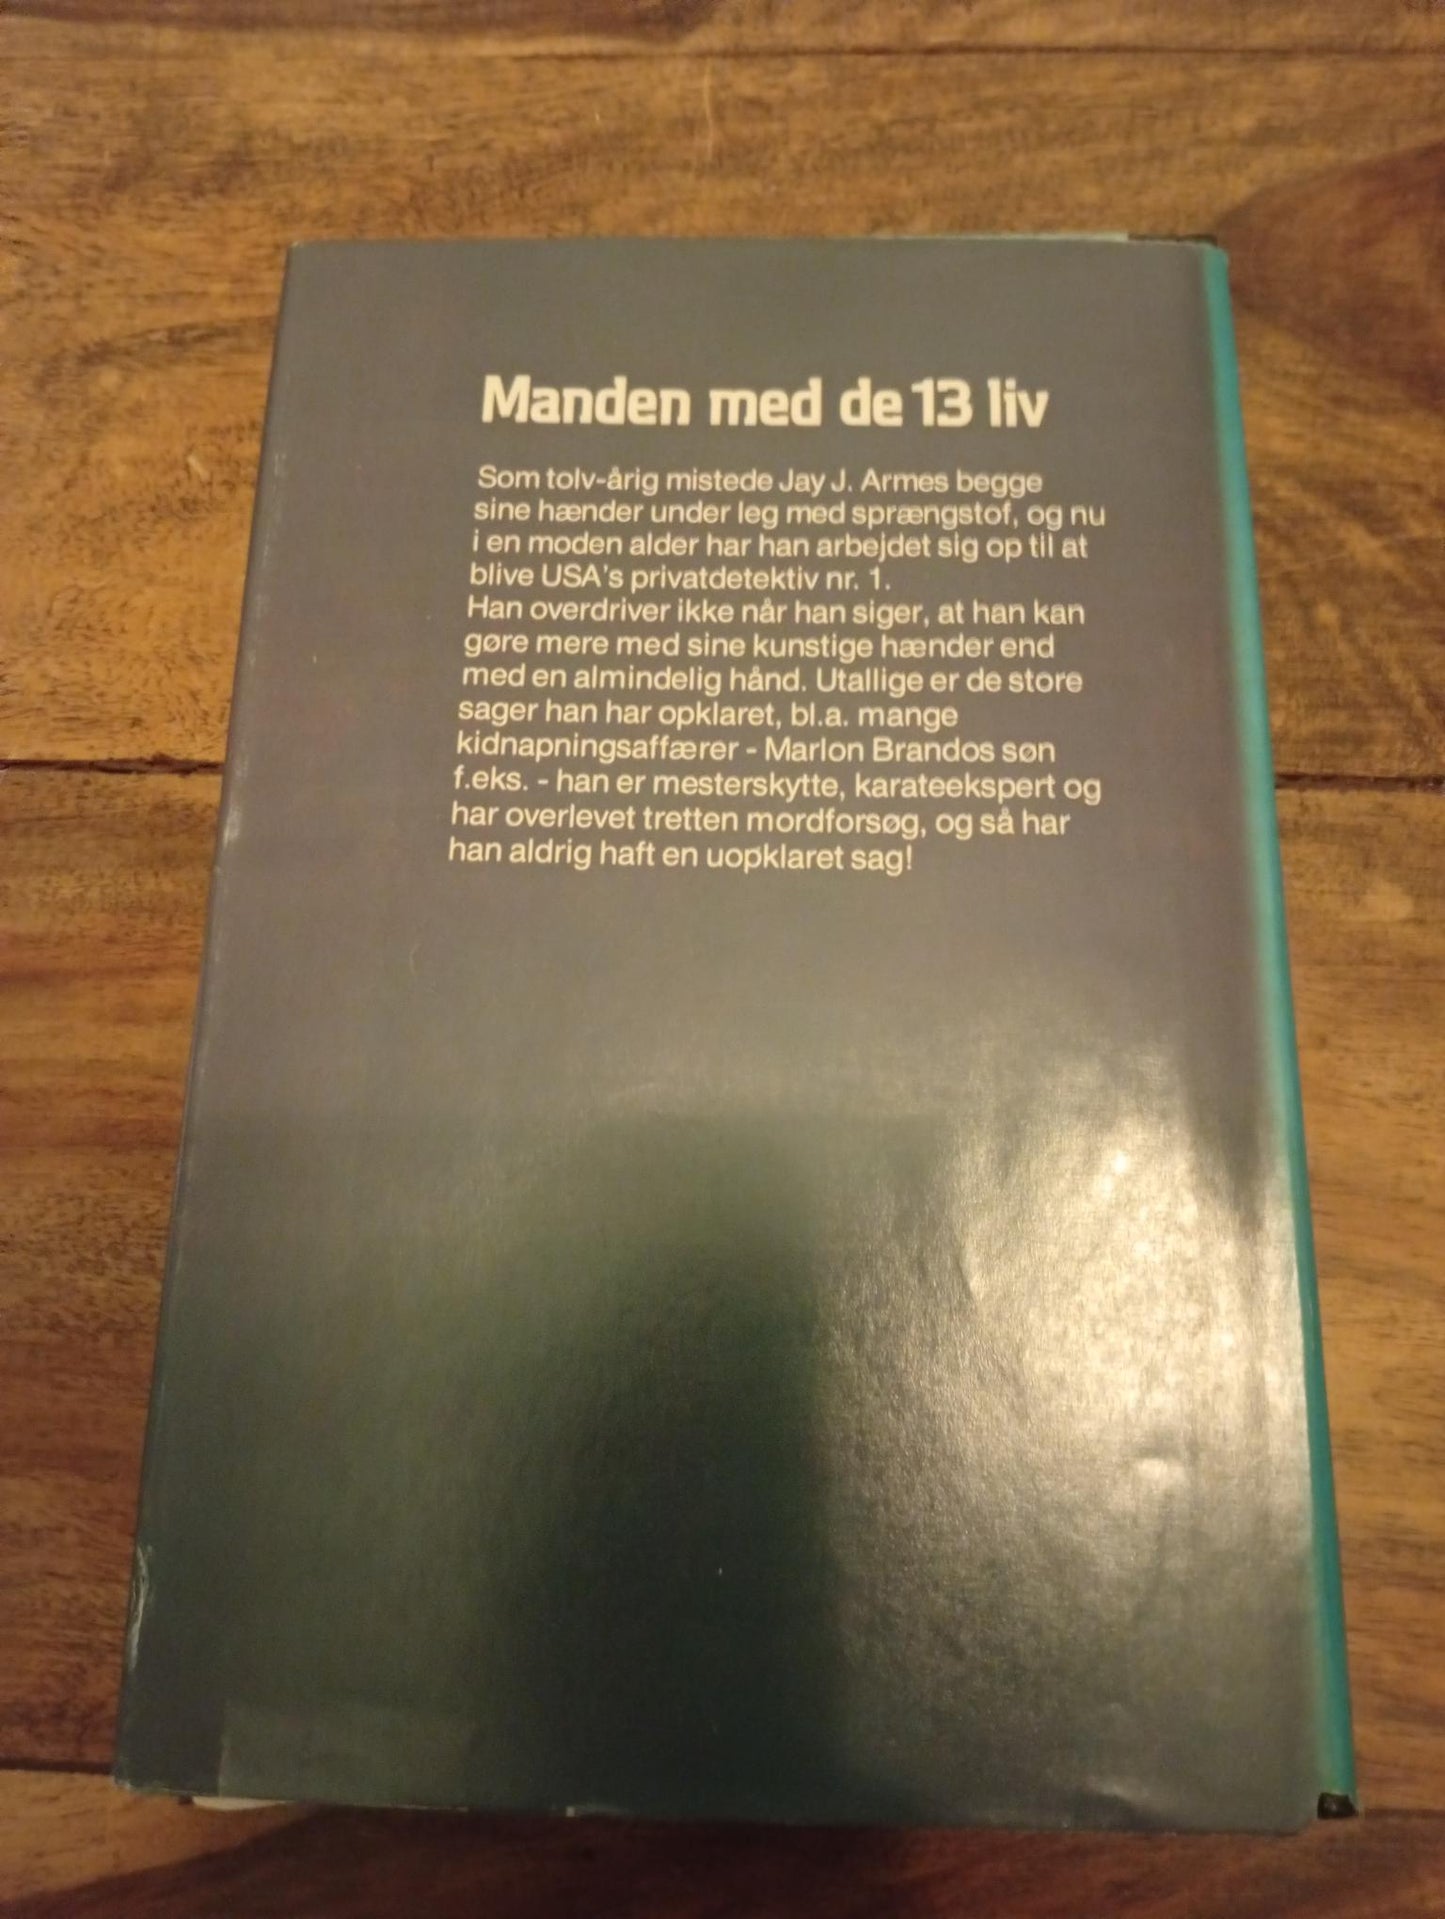 Manden med de 13 liv
Som tolv-årig mistede Jay J. Armes begge
sine hænder under leg med sprængstof, og nu
i en moden alder har han arbejdet sig op til at
blive USA's privatdetektiv nr. 1.
Han overdriver ikke når han siger, at han kan
gøre mere med sine kunstige hænder end
med en almindelig hånd. Utallige er de store
sager han har opklaret, bl.a. mange
kidnapningsaffærer - Marlon Brandos søn
f.eks. - han er mesterskytte, karateekspert og
har overlevet tretten mordforsøg, og så har
han aldrig haft en uopklaret sag!